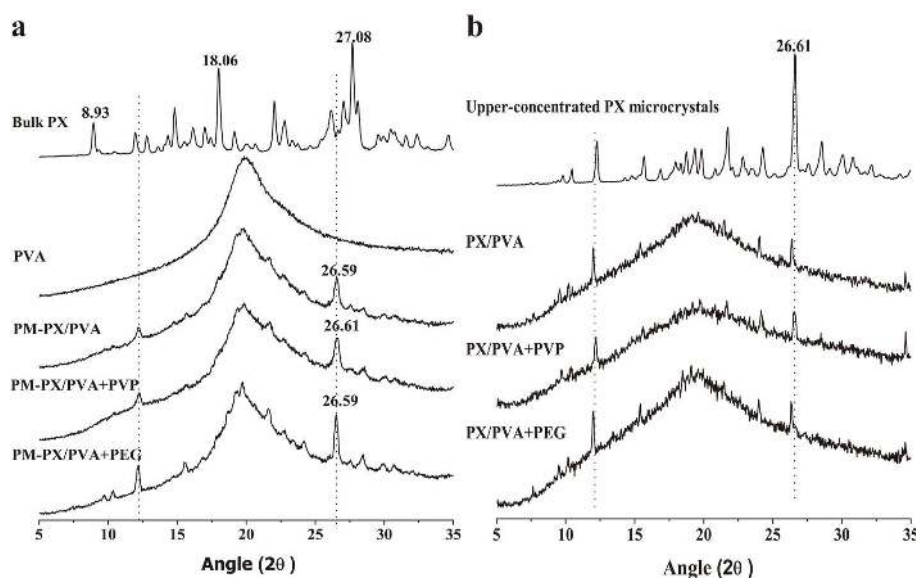 a
8.93
18.06
27.08
Bulk PX
PVA
26.59
PM-PX/PVA
26.61
PM-PX/PVA+PVP
26.59
PM-PX/PVA+PEG
5 10 15 20 25 30 35
Angle (2θ)
b
26.61
Upper-concentrated PX microcrystals
PX/PVA
PX/PVA+PVP
PX/PVA+PEG
5 10 15 20 25 30 35
Angle (2θ)